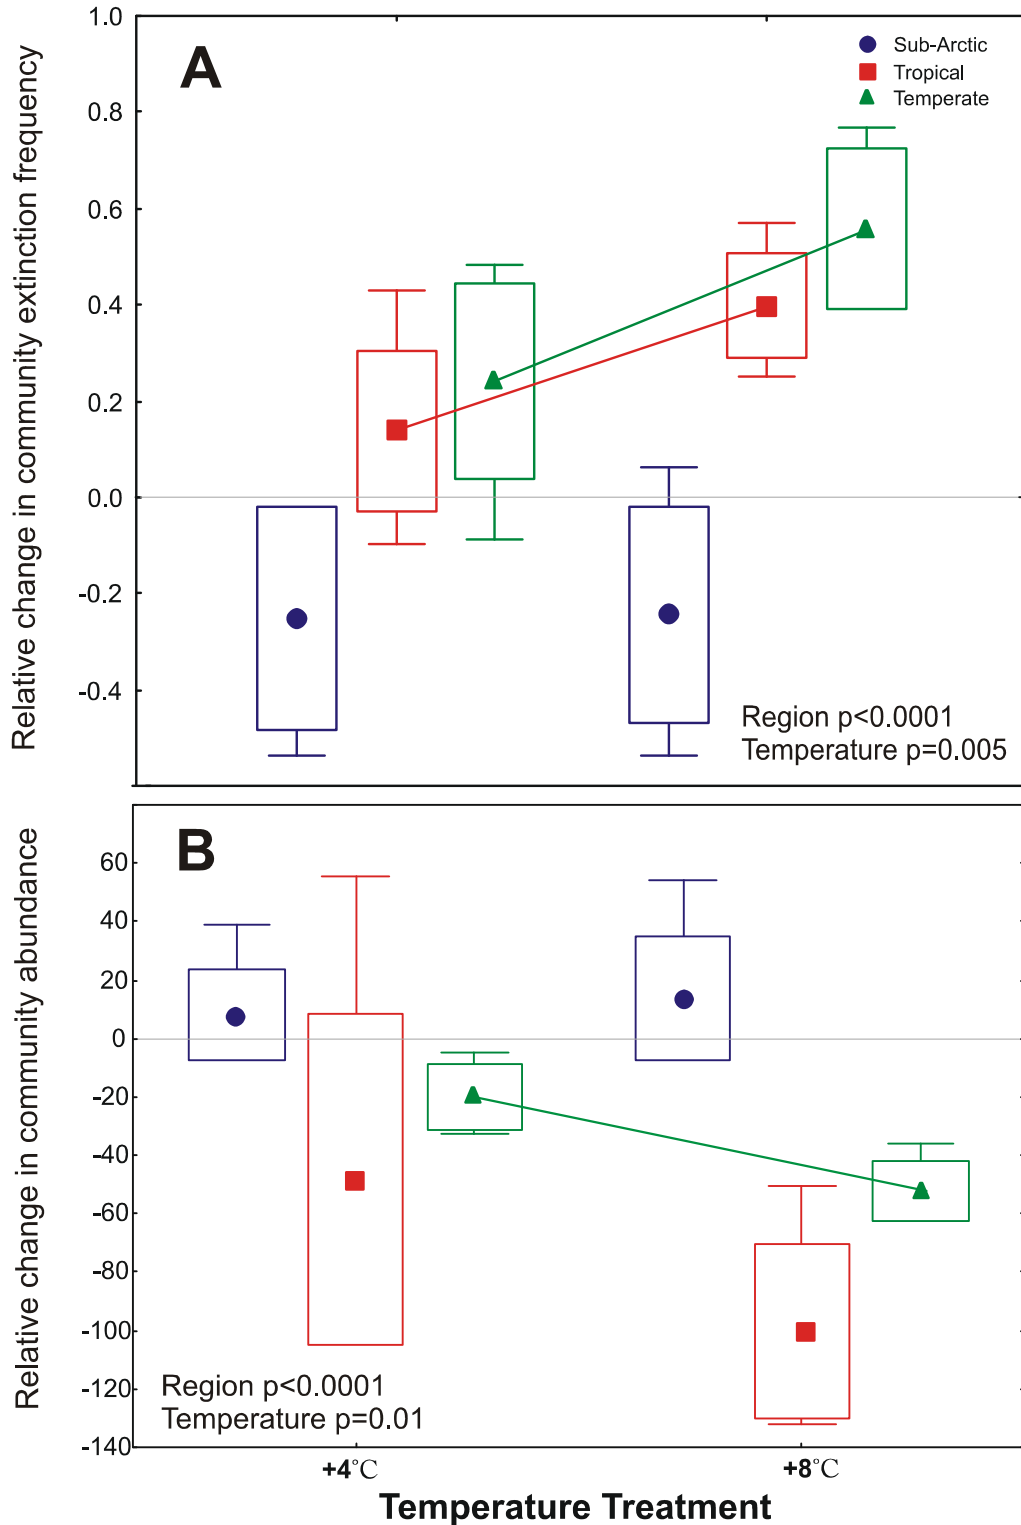 Relative change in community extinction frequency
1.0
0.8
0.6
0.4
0.2
0.0
-0.2
-0.4
A
Sub-Arctic
Tropical
Temperate
Region p<0.0001
Temperature p=0.005
Relative change in community abundance
60
40
20
0
-20
-40
-60
-80
-100
-120
-140
B
Region p<0.0001
Temperature p=0.01
+4°C
+8°C
Temperature Treatment